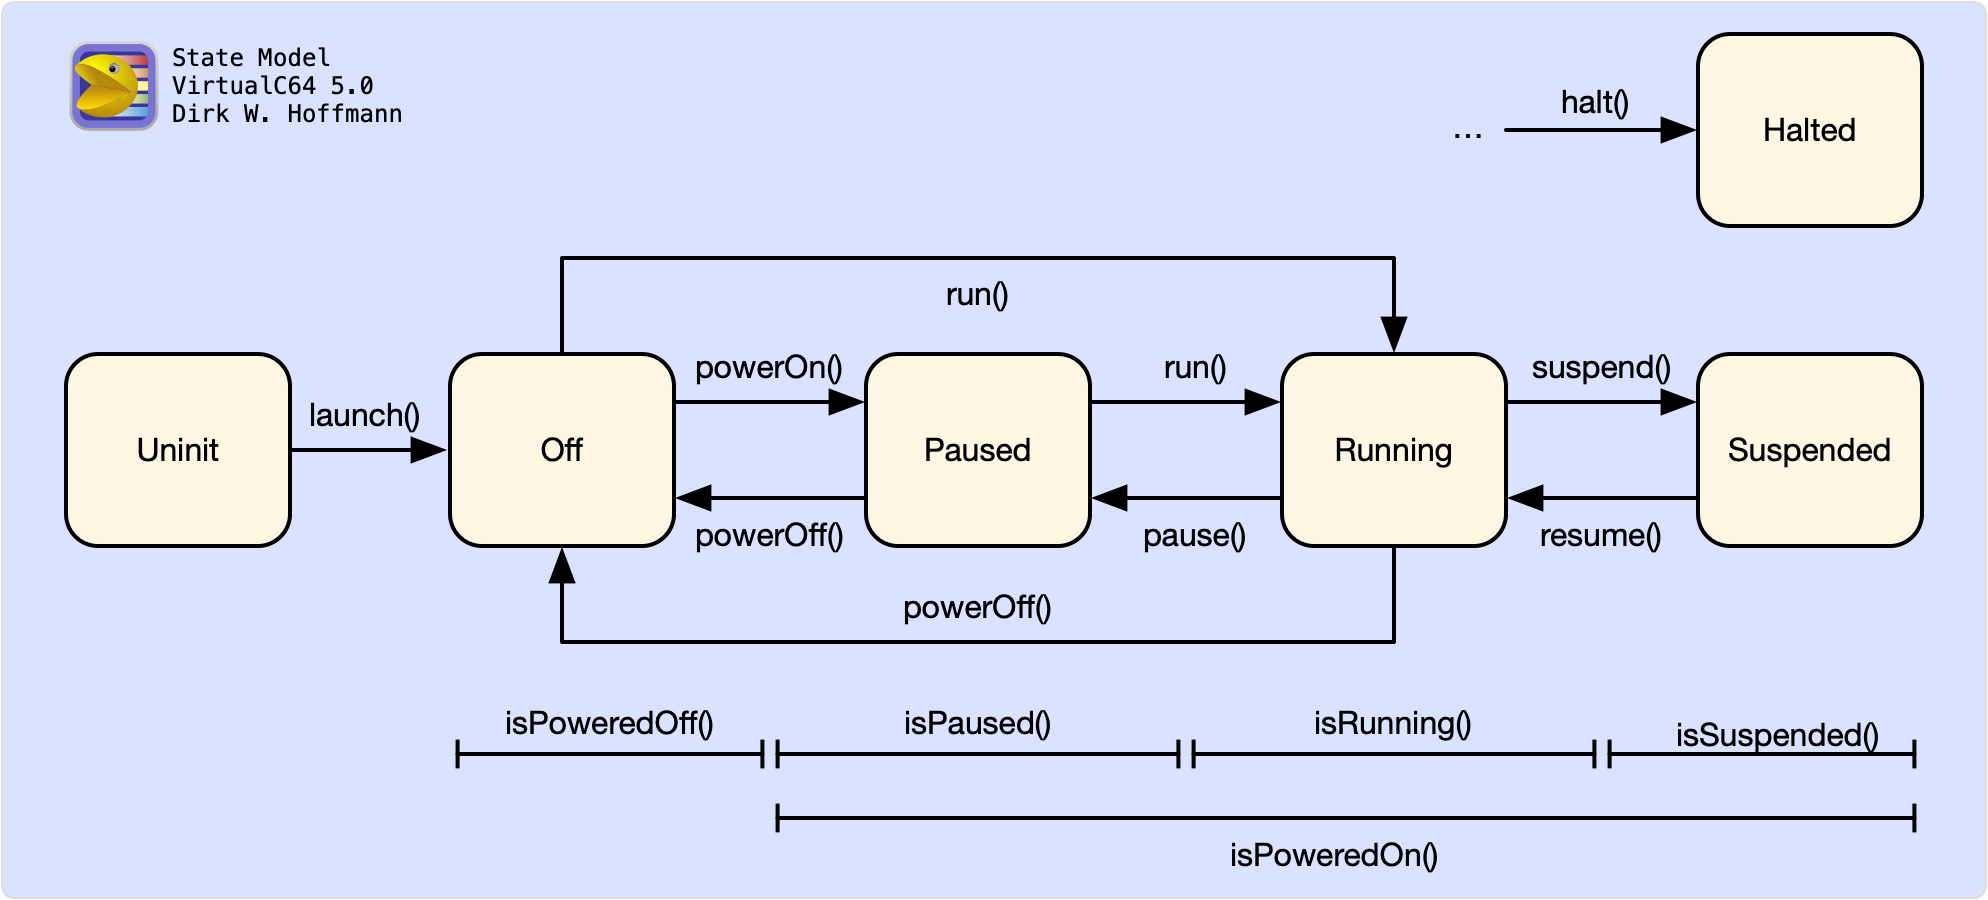 State Model
VirtualC64 5.0
Dirk W. Hoffmann
halt()
...
Halted
run()
powerOn()
run()
suspend()
launch()
Uninit
Off
Paused
Running
Suspended
powerOff()
pause()
resume()
powerOff()
isPoweredOff()
isPaused()
isRunning()
isSuspended()
isPoweredOn()